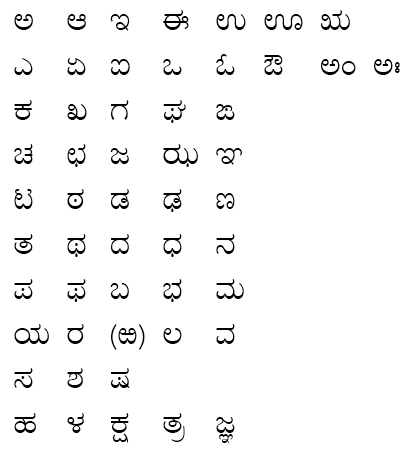 ಅ ಆ ಇ ಈ ಉ ಊ ಋ
ಎ ಏ ಐ ಒ ಓ ಔ ಅಂ ಅಃ
ಕ ಖ ಗ ಘ ಙ
ಚ ಛ ಜ ಝ ಞ
ಟ ಠ ಡ ಢ ಣ
ತ ಥ ದ ಧ ನ
ಪ ಫ ಬ ಭ ಮ
ಯ ರ (ಱ) ಲ ವ
ಸ ಶ ಷ
ಹ ಳ ಕ್ಷ ತ್ರ ಜ್ಞ